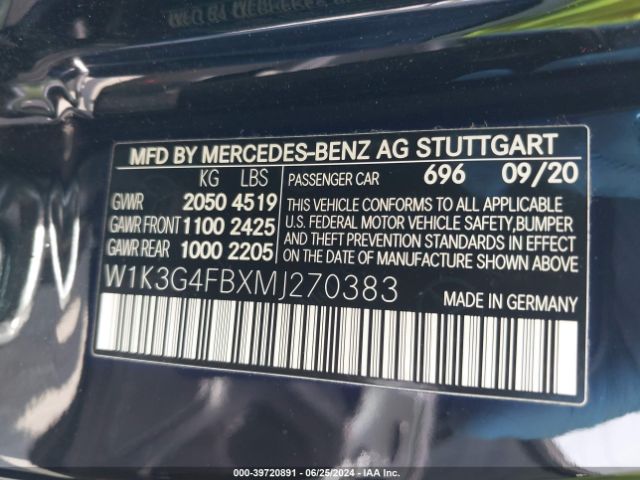 MFD BY MERCEDES-BENZ AG STUTTGART
KG LBS
GVWR 2050 4519
GAWR FRONT 1100 2425
GAWR REAR 1000 2205
PASSENGER CAR 696 09/20
THIS VEHICLE CONFORMS TO ALL APPLICABLE
U.S. FEDERAL MOTOR VEHICLE SAFETY,BUMPER
AND THEFT PREVENTION STANDARDS IN EFFECT
ON THE DATE OF MANUFACTURE SHOWN ABOVE.
W1K3G4FBXMJ270383
MADE IN GERMANY
000-39720891 - 06/25/2024 - IAA Inc.